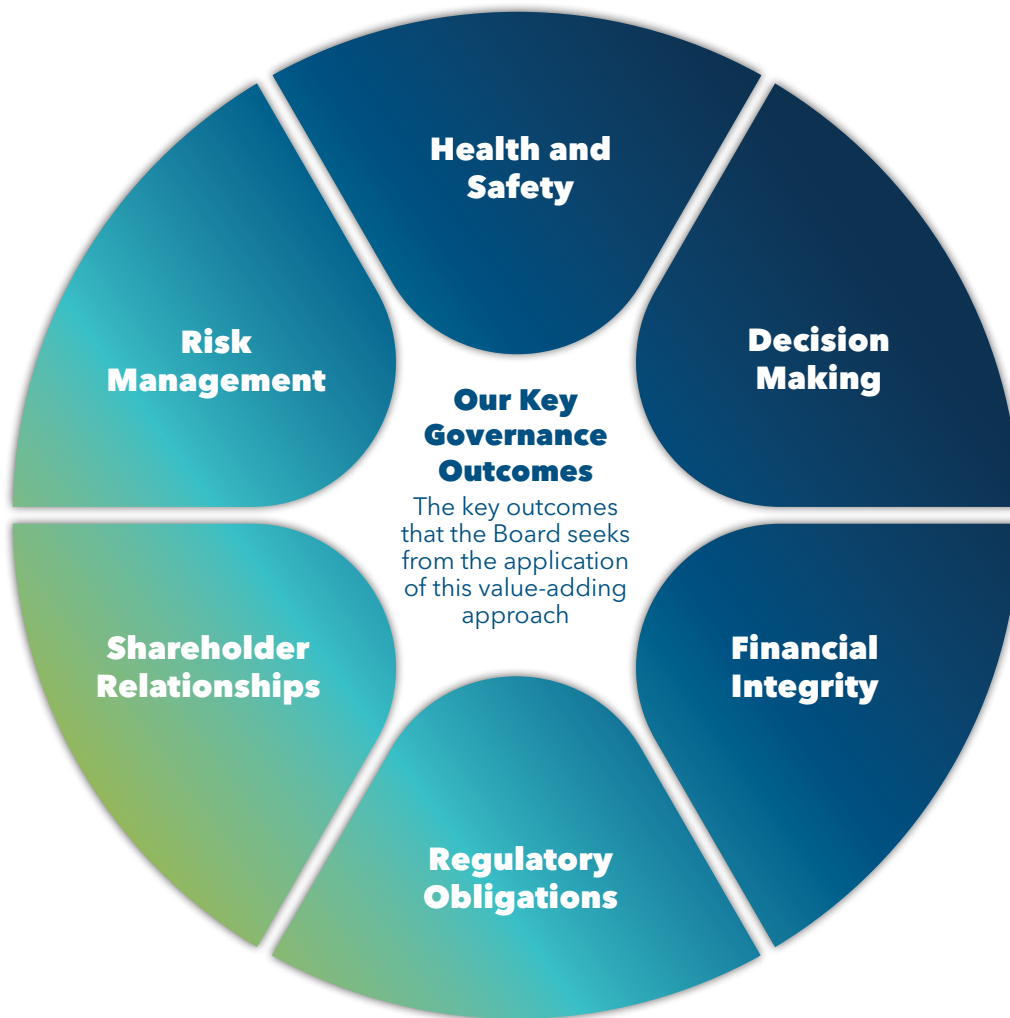 Health and
Safety
Decision
Making
Risk
Management
Our Key
Governance
Outcomes
The key outcomes
that the Board seeks
from the application
of this value-adding
approach
Financial
Integrity
Shareholder
Relationships
Regulatory
Obligations